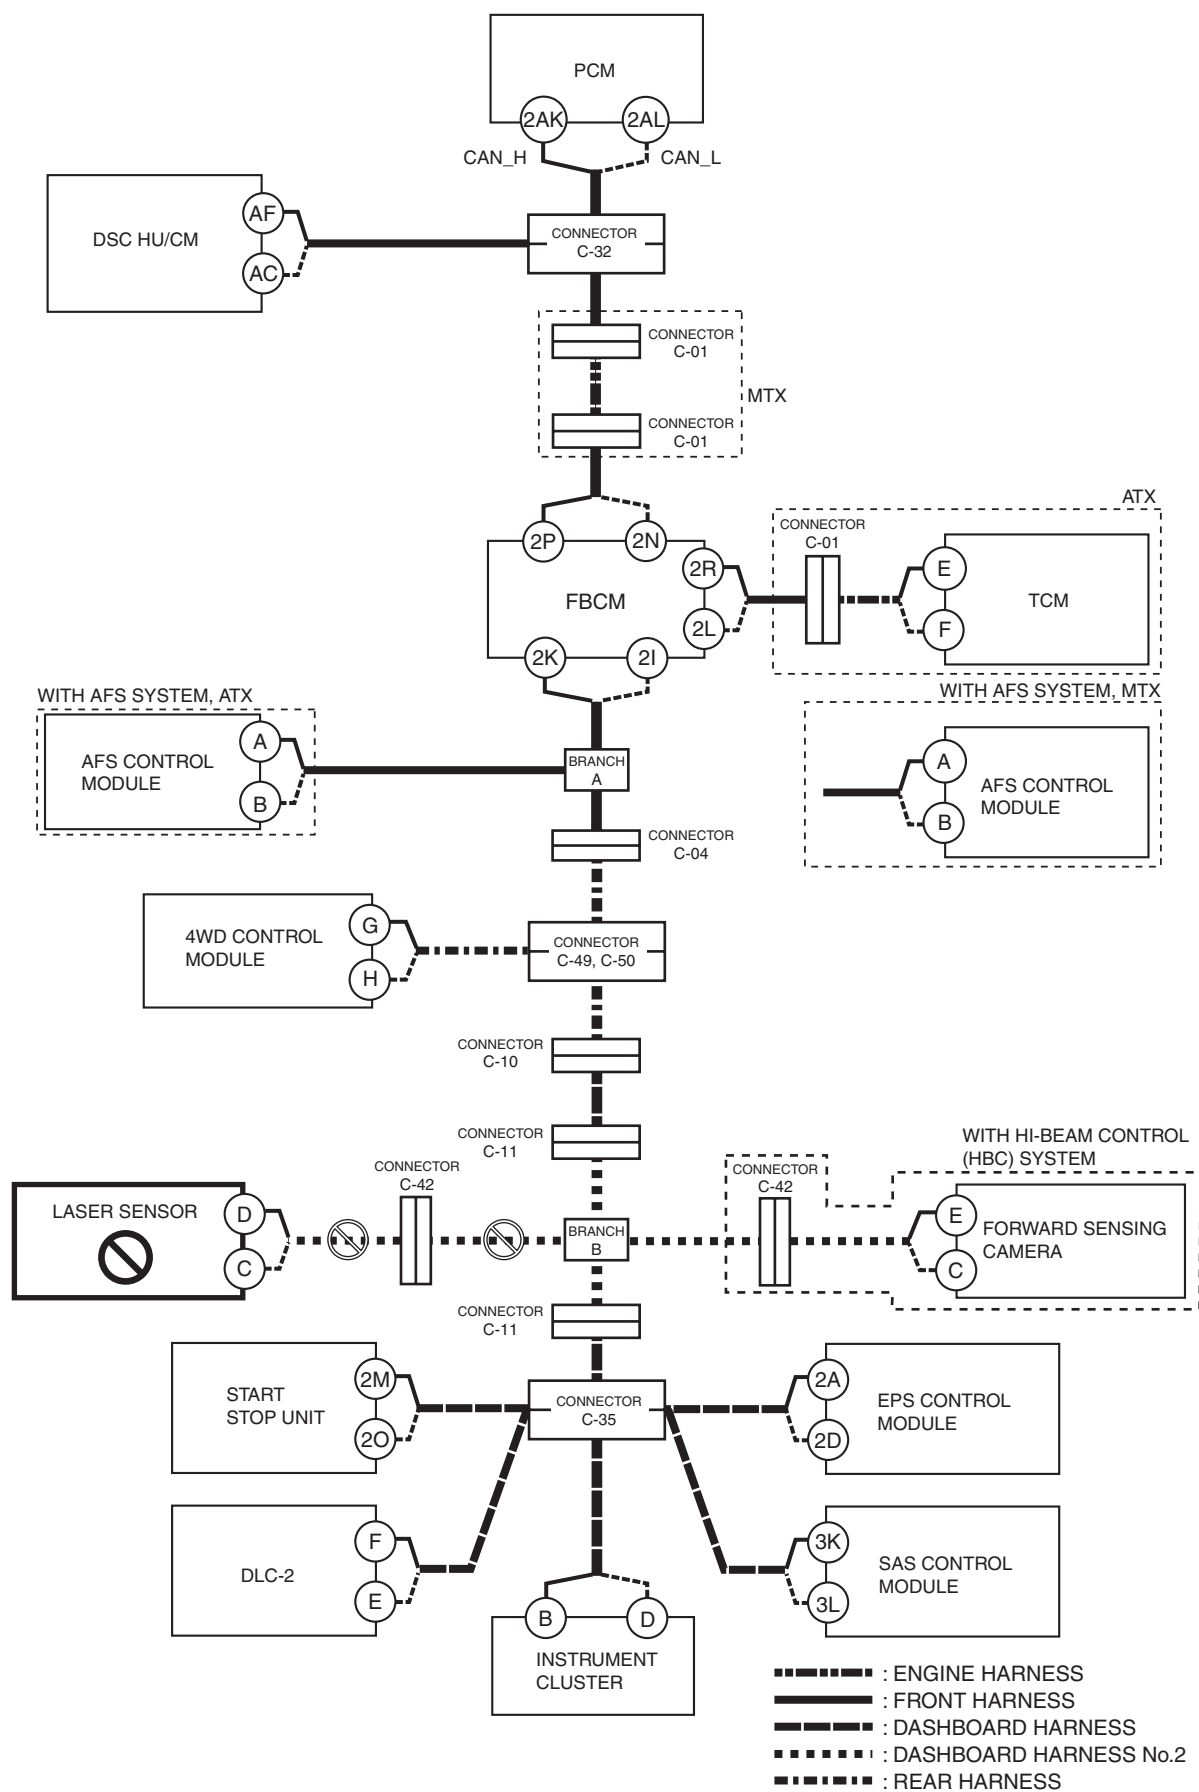 PCM
2AK
2AL
CAN_H
CAN_L
DSC HU/CM
AF
AC
CONNECTOR
C-32
CONNECTOR
C-01
MTX
CONNECTOR
C-01
2P
2N
FBCM
2R
2L
2K
2I
ATX
CONNECTOR
C-01
E
F
TCM
WITH AFS SYSTEM, ATX
AFS CONTROL
MODULE
A
B
BRANCH
A
WITH AFS SYSTEM, MTX
A
B
AFS CONTROL
MODULE
CONNECTOR
C-04
4WD CONTROL
MODULE
G
H
CONNECTOR
C-49, C-50
CONNECTOR
C-10
CONNECTOR
C-11
LASER SENSOR
D
C
CONNECTOR
C-42
BRANCH
B
WITH HI-BEAM CONTROL
(HBC) SYSTEM
CONNECTOR
C-42
E
C
FORWARD SENSING
CAMERA
CONNECTOR
C-11
START
STOP UNIT
2M
2O
CONNECTOR
C-35
2A
2D
EPS CONTROL
MODULE
DLC-2
F
E
3K
3L
SAS CONTROL
MODULE
B
D
INSTRUMENT
CLUSTER
: ENGINE HARNESS
: FRONT HARNESS
: DASHBOARD HARNESS
: DASHBOARD HARNESS No.2
: REAR HARNESS